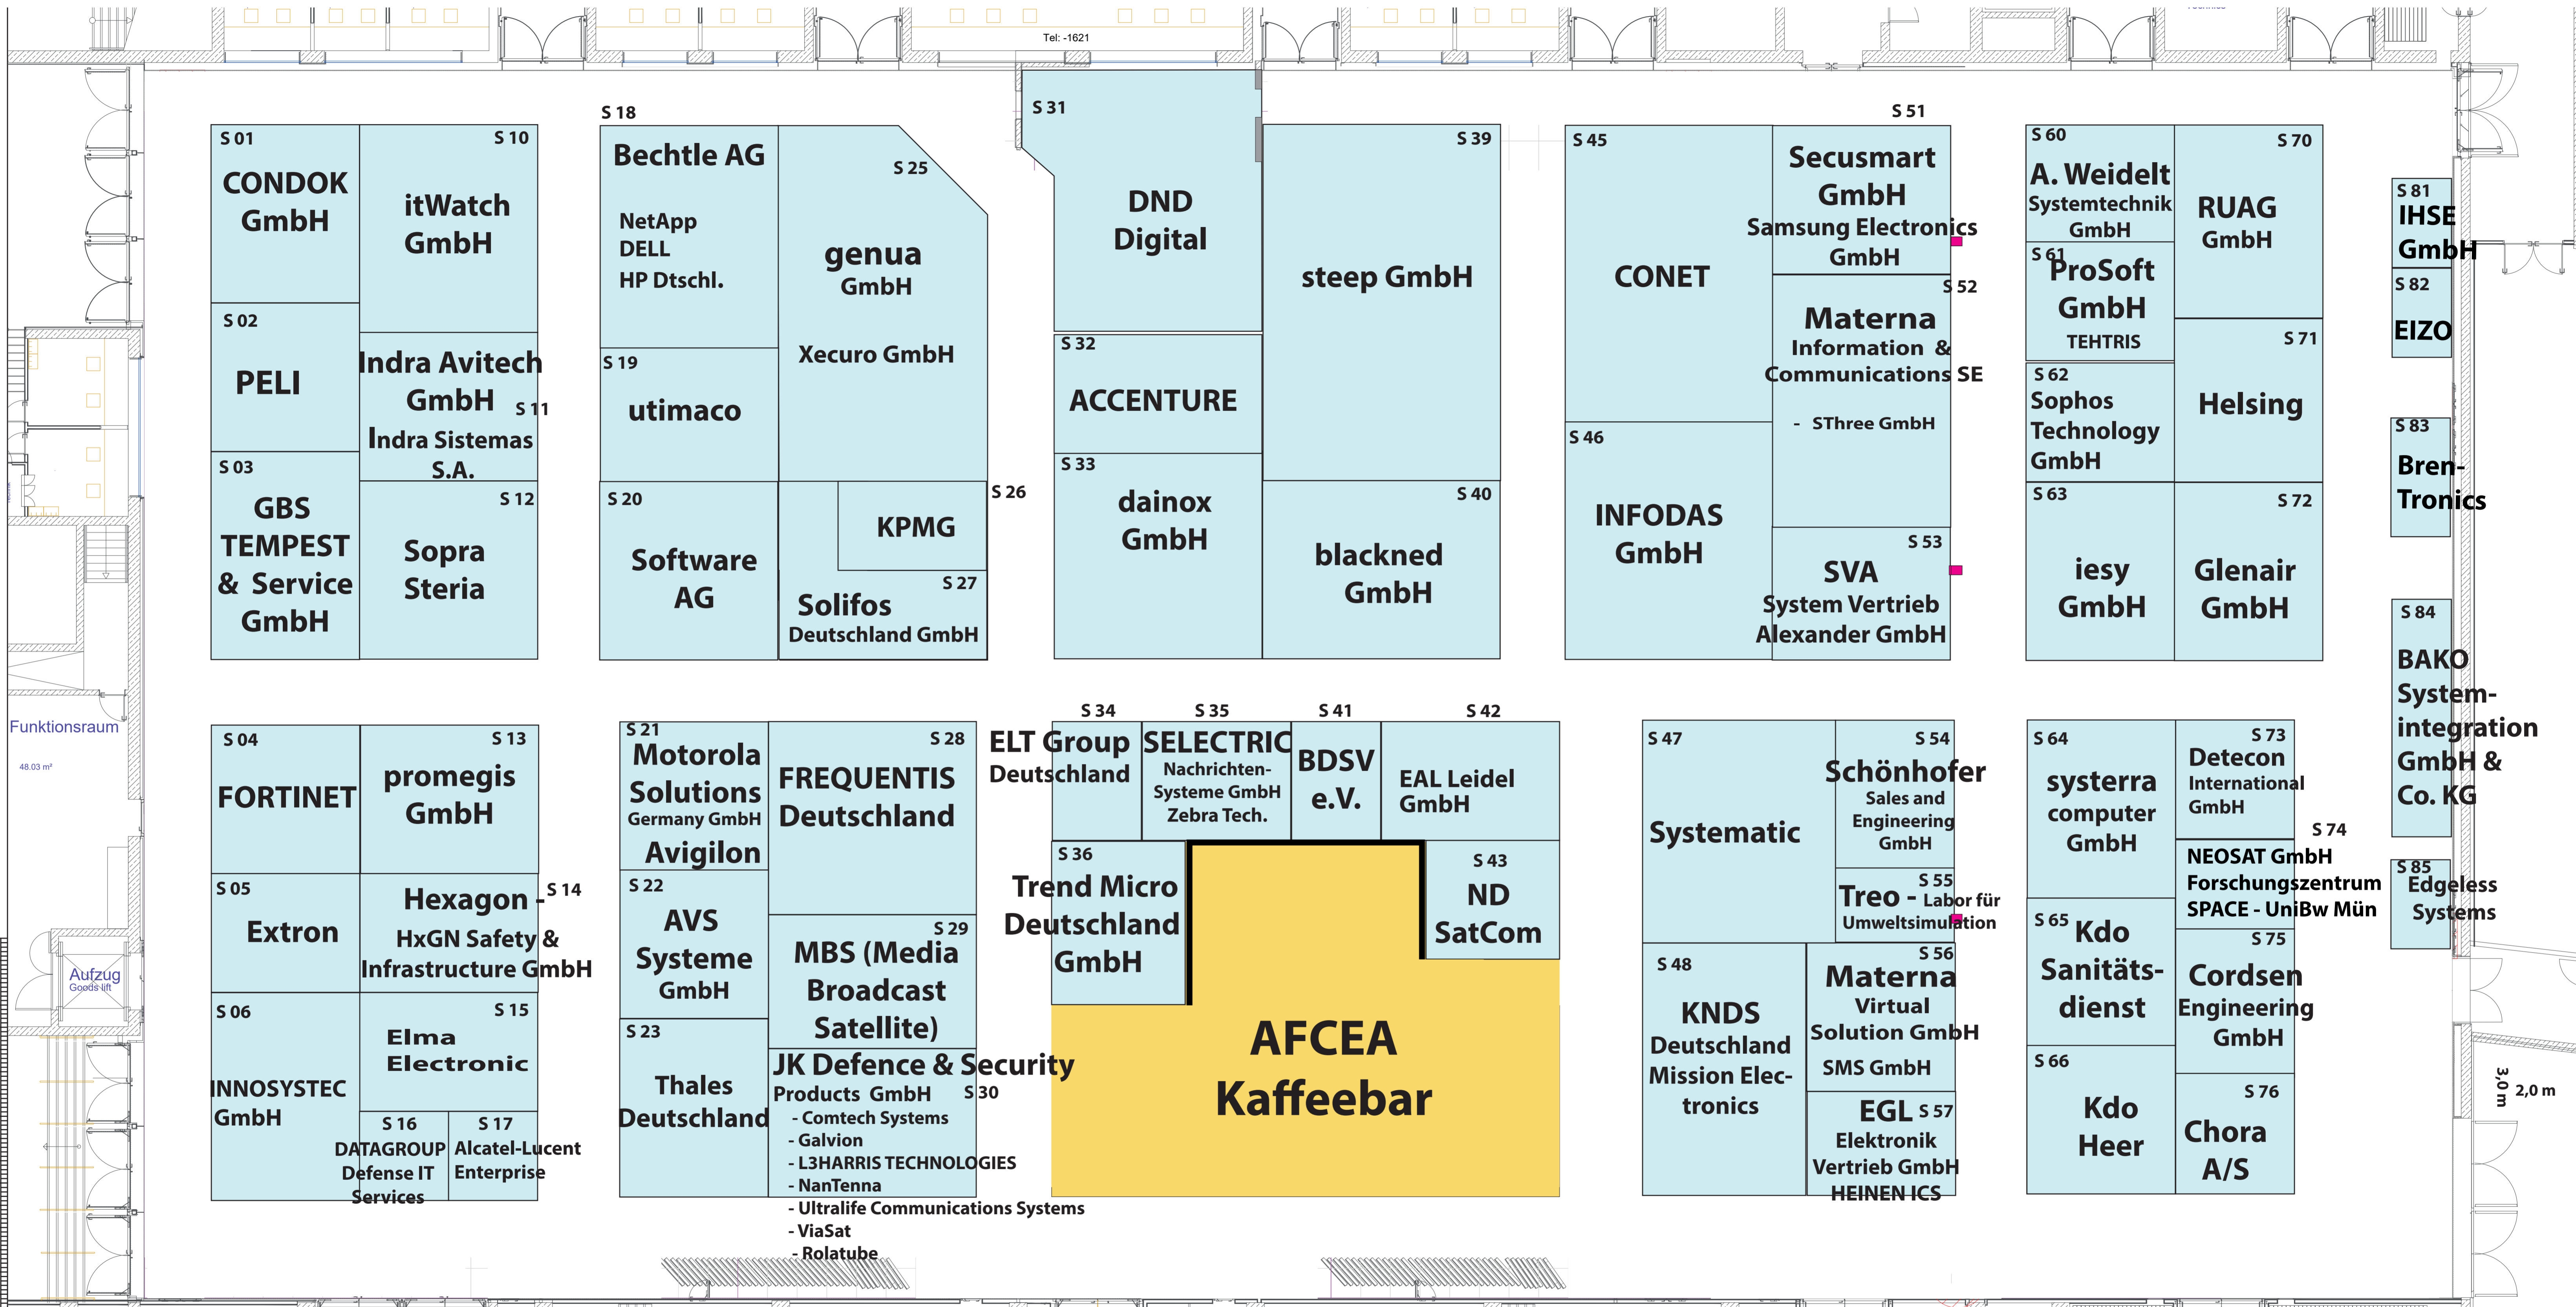 Tel: -1621
S 01
CONDOK
GmbH
S 10
itWatch
GmbH
S 02
PELI
Indra Avitech
GmbH
S 11
Indra Sistemas
S.A.
S 03
GBS
TEMPEST
& Service
GmbH
S 12
Sopra
Steria
S 18
Bechtle AG
NetApp
DELL
HP Dtschl.
S 25
genua
GmbH
Xecuro GmbH
S 19
utimaco
S 20
Software
AG
S 26
KPMG
S 27
Solifos
Deutschland GmbH
S 31
DND
Digital
S 32
ACCENTURE
S 33
dainox
GmbH
S 39
steep GmbH
S 40
blackned
GmbH
S 45
CONET
S 46
INFODAS
GmbH
S 51
Secusmart
GmbH
Samsung Electronics
GmbH
S 52
Materna
Information &
Communications SE
- SThree GmbH
S 53
SVA
System Vertrieb
Alexander GmbH
S 60
A. Weidelt
Systemtechnik
GmbH
S 61
ProSoft
GmbH
TEHTRIS
S 62
Sophos
Technology
GmbH
S 63
iesy
GmbH
S 70
RUAG
GmbH
S 71
Helsing
S 72
Glenair
GmbH
S 81
IHSE
GmbH
S 82
EIZO
S 83
Bren-
Tronics
S 84
BAKO
System-
integration
GmbH &
Co. KG
S 85
Edgeless
Systems
Funktionsraum
48.03 m²
Aufzug
Goods lift
S 04
FORTINET
S 13
promegis
GmbH
S 05
Extron
S 14
Hexagon -
HxGN Safety &
Infrastructure GmbH
S 06
INNOSYSTEC
GmbH
S 15
Elma
Electronic
S 16
DATAGROUP
Defense IT
Services
S 17
Alcatel-Lucent
Enterprise
S 21
Motorola
Solutions
Germany GmbH
Avigilon
S 22
AVS
Systeme
GmbH
S 23
Thales
Deutschland
S 28
FREQUENTIS
Deutschland
S 29
MBS (Media
Broadcast
Satellite)
JK Defence & Security
Products GmbH
S 30
- Comtech Systems
- Galvion
- L3HARRIS TECHNOLOGIES
- NanTenna
- Ultralife Communications Systems
- ViaSat
- Rolatube
S 34
ELT Group
Deutschland
S 35
SELECTRIC
Nachrichten-
Systeme GmbH
Zebra Tech.
S 41
BDSV
e.V.
S 42
EAL Leidel
GmbH
S 36
Trend Micro
Deutschland
GmbH
S 43
ND
SatCom
AFCEA
Kaffeebar
S 47
Systematic
S 48
KNDS
Deutschland
Mission Elec-
tronics
S 54
Schönhofer
Sales and
Engineering
GmbH
S 55
Treo - Labor für
Umweltsimulation
S 56
Materna
Virtual
Solution GmbH
SMS GmbH
EGL S 57
Elektronik
Vertrieb GmbH
HEINEN ICS
S 64
systerra
computer
GmbH
S 65
Kdo
Sanitäts-
dienst
S 66
Kdo
Heer
S 73
Detecon
International
GmbH
S 74
NEOSAT GmbH
Forschungszentrum
SPACE - UniBw Mün
S 75
Cordsen
Engineering
GmbH
S 76
Chora
A/S
3,0 m
2,0 m